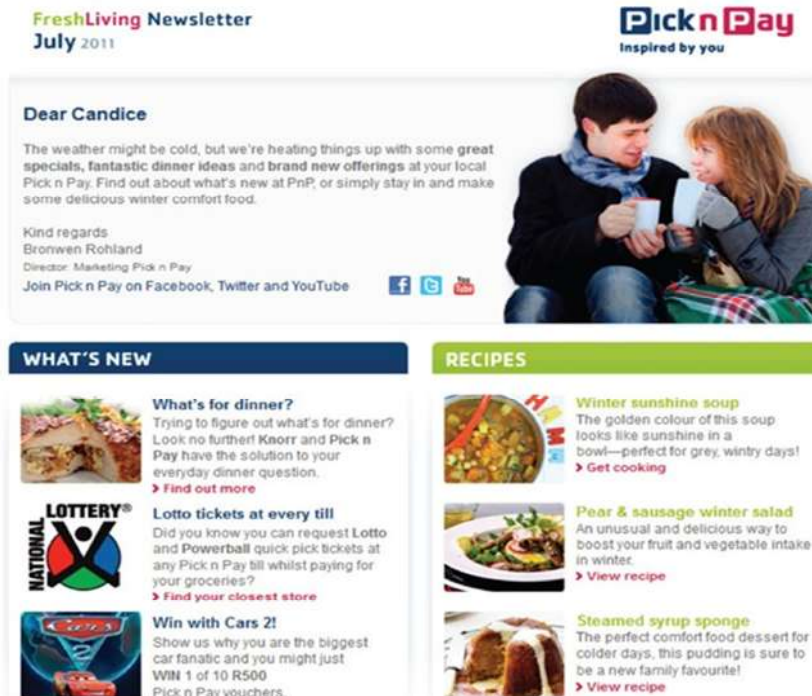 FreshLiving Newsletter
July 2011
Pick n Pay
Inspired by you
Dear Candice
The weather might be cold, but we're heating things up with some great
specials, fantastic dinner ideas and brand new offerings at your local
Pick n Pay. Find out about what's new at PnP, or simply stay in and make
some delicious winter comfort food.
Kind regards
Bronwen Rohland
Director: Marketing Pick n Pay
Join Pick n Pay on Facebook, Twitter and YouTube
f
t
You
Tube
WHAT'S NEW
What's for dinner?
Trying to figure out what's for dinner?
Look no further! Knorr and Pick n
Pay have the solution to your
everyday dinner question.
> Find out more
NATIONAL
LOTTERY®
Lotto tickets at every till
Did you know you can request Lotto
and Powerball quick pick tickets at
any Pick n Pay till whilst paying for
your groceries?
> Find your closest store
Cars
2
Win with Cars 2!
Show us why you are the biggest
car fanatic and you might just
WIN 1 of 10 R500
Pick n Pay vouchers
RECIPES
HOME
Winter sunshine soup
The golden colour of this soup
looks like sunshine in a
bowl—perfect for grey, wintry days!
> Get cooking
Pear & sausage winter salad
An unusual and delicious way to
boost your fruit and vegetable intake
in winter.
> View recipe
Steamed syrup sponge
The perfect comfort food dessert for
colder days, this pudding is sure to
be a new family favourite!
> View recipe